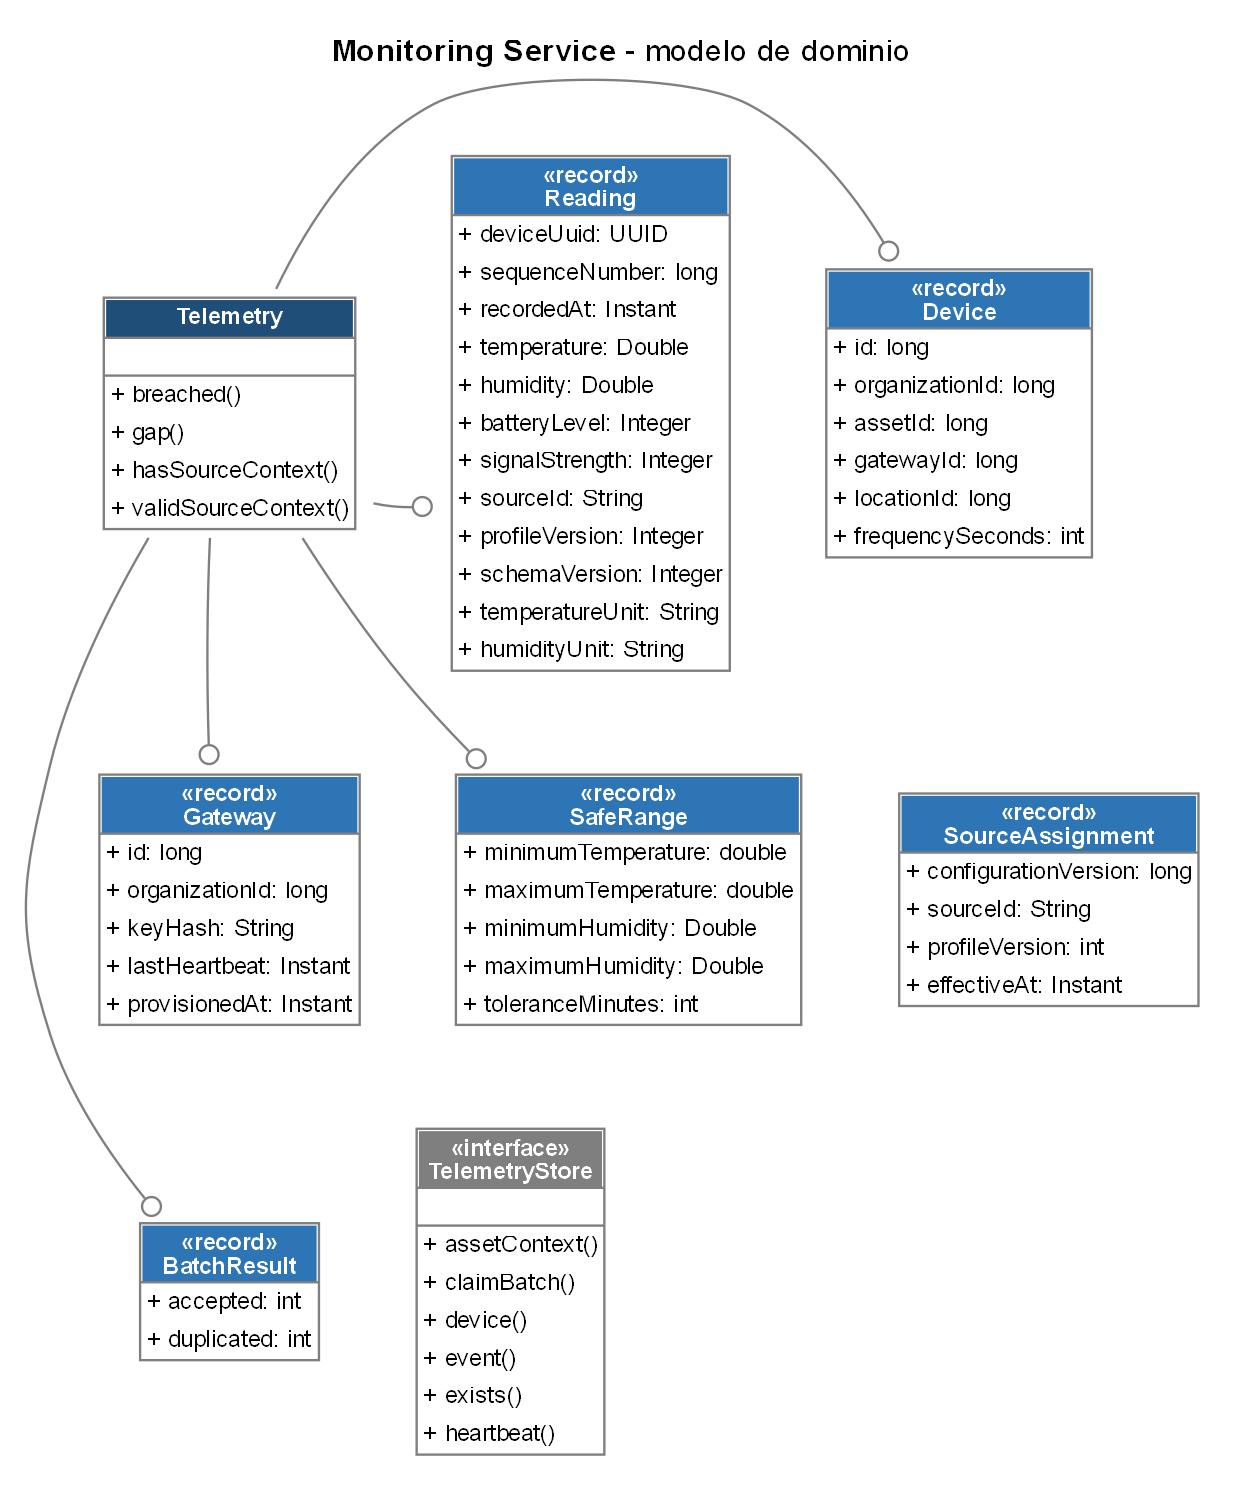 Monitoring Service - modelo de dominio
«record»
Reading
+ deviceUuid: UUID
+ sequenceNumber: long
+ recordedAt: Instant
+ temperature: Double
+ humidity: Double
+ batteryLevel: Integer
+ signalStrength: Integer
+ sourceId: String
+ profileVersion: Integer
+ schemaVersion: Integer
+ temperatureUnit: String
+ humidityUnit: String
«record»
Device
+ id: long
+ organizationId: long
+ assetId: long
+ gatewayId: long
+ locationId: long
+ frequencySeconds: int
Telemetry
+ breached()
+ gap()
+ hasSourceContext()
+ validSourceContext()
«record»
Gateway
+ id: long
+ organizationId: long
+ keyHash: String
+ lastHeartbeat: Instant
+ provisionedAt: Instant
«record»
SafeRange
+ minimumTemperature: double
+ maximumTemperature: double
+ minimumHumidity: Double
+ maximumHumidity: Double
+ toleranceMinutes: int
«record»
SourceAssignment
+ configurationVersion: long
+ sourceId: String
+ profileVersion: int
+ effectiveAt: Instant
«record»
BatchResult
+ accepted: int
+ duplicated: int
«interface»
TelemetryStore
+ assetContext()
+ claimBatch()
+ device()
+ event()
+ exists()
+ heartbeat()